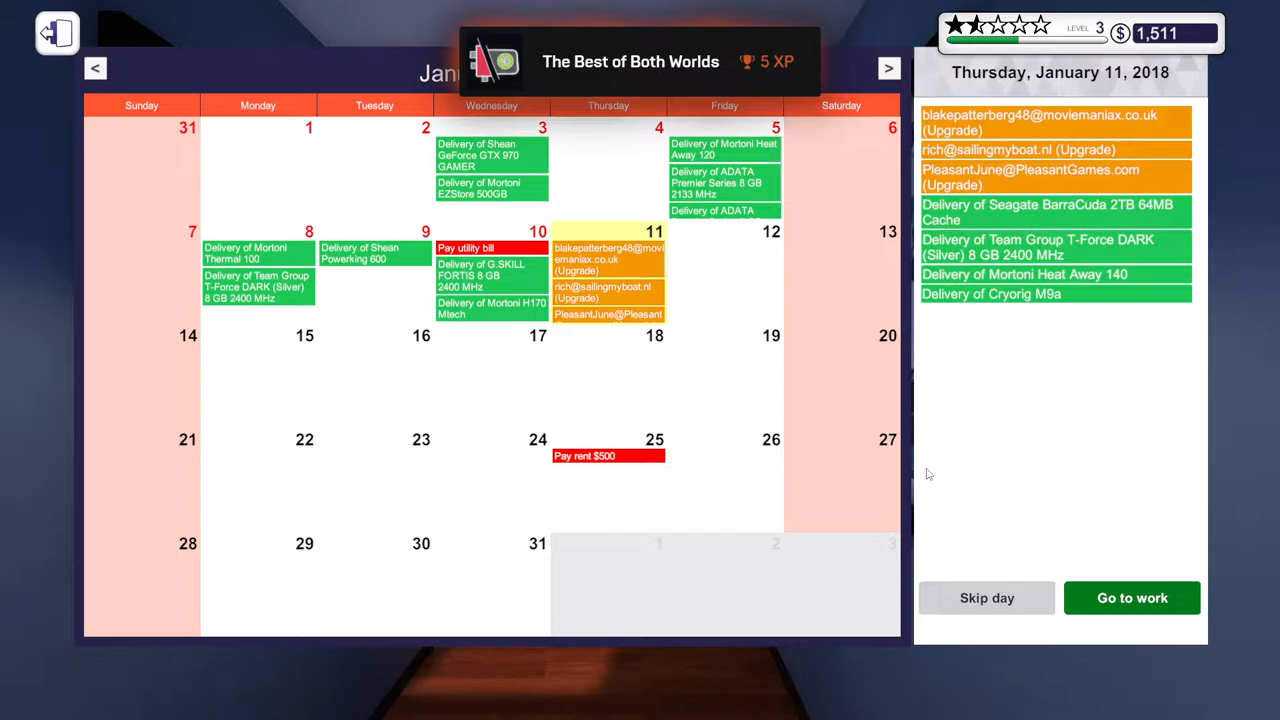 The Best of Both Worlds
5 XP
LEVEL 3
$ 1,511
<
>
Thursday, January 11, 2018
Sunday
Monday
Tuesday
Wednesday
Thursday
Friday
Saturday
31
1
2
3
4
5
6
Delivery of Shean
GeForce GTX 970
GAMER
Delivery of Mortoni
EZStore 500GB
Delivery of Mortoni Heat
Away 120
Delivery of ADATA
Premier Series 8 GB
2133 MHz
Delivery of ADATA
7
8
9
10
11
12
13
Delivery of Mortoni
Thermal 100
Delivery of Team Group
T-Force DARK (Silver)
8 GB 2400 MHz
Delivery of Shean
Powerking 600
Pay utility bill
Delivery of G.SKILL
FORTIS 8 GB
2400 MHz
Delivery of Mortoni H170
Mtech
blakepatterberg48@movi
emaniax.co.uk
(Upgrade)
rich@sailingmyboat.nl
(Upgrade)
PleasantJune@Pleasant
14
15
16
17
18
19
20
21
22
23
24
25
26
27
Pay rent $500
28
29
30
31
1
2
3
blakepatterberg48@moviemaniax.co.uk
(Upgrade)
rich@sailingmyboat.nl (Upgrade)
PleasantJune@PleasantGames.com
(Upgrade)
Delivery of Seagate BarraCuda 2TB 64MB
Cache
Delivery of Team Group T-Force DARK
(Silver) 8 GB 2400 MHz
Delivery of Mortoni Heat Away 140
Delivery of Cryorig M9a
Skip day
Go to work